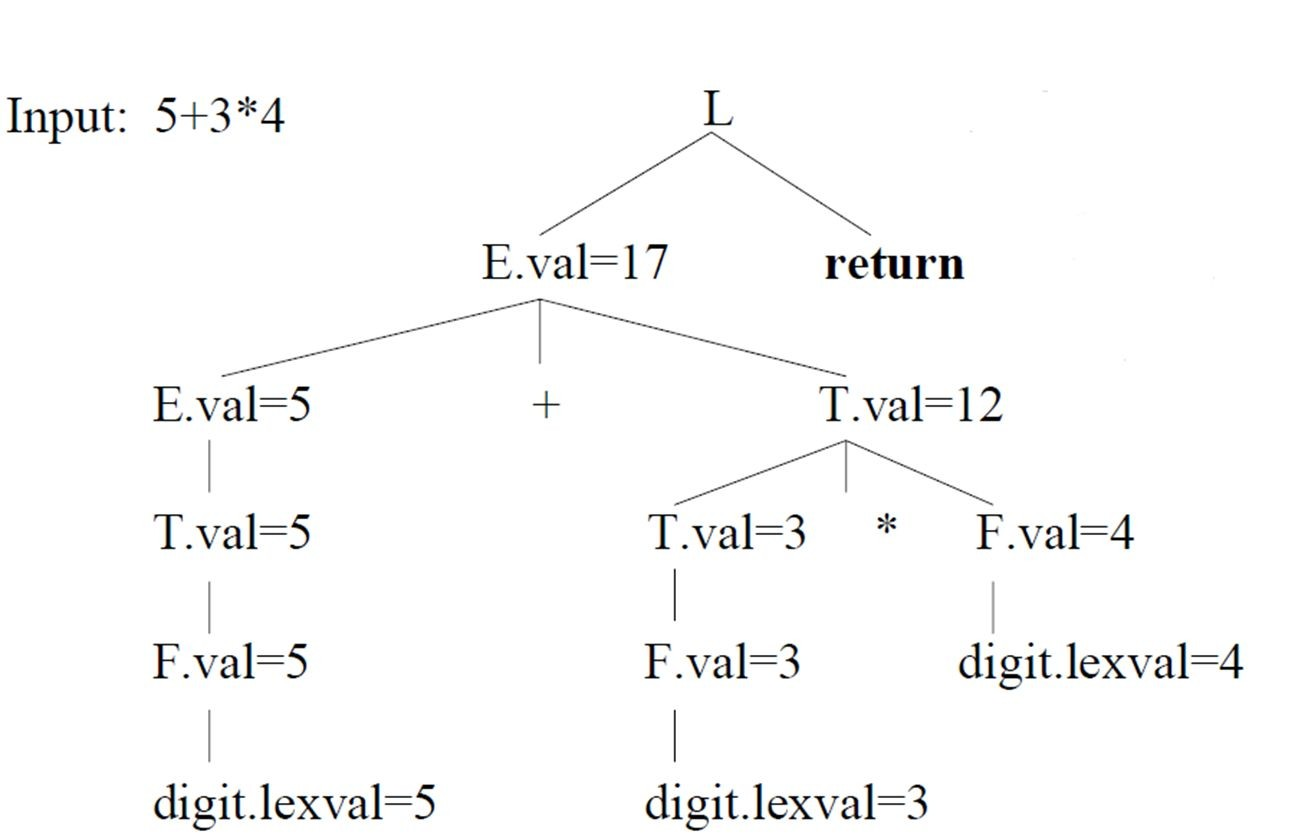 Input: 5+3*4
L
E.val=17 return
E.val=5 + T.val=12
T.val=5 T.val=3 * F.val=4
F.val=5 F.val=3 digit.lexval=4
digit.lexval=5 digit.lexval=3